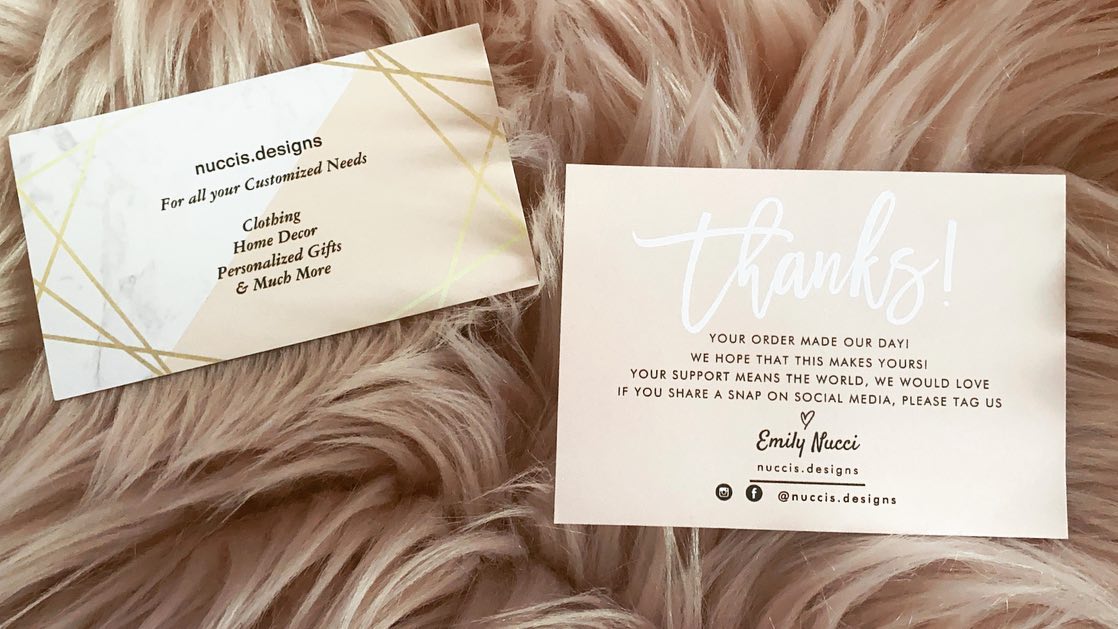 nuccis.designs
For all your Customized Needs
Clothing
Home Decor
Personalized Gifts
& Much More
thanks!
YOUR ORDER MADE OUR DAY!
WE HOPE THAT THIS MAKES YOURS!
YOUR SUPPORT MEANS THE WORLD, WE WOULD LOVE
IF YOU SHARE A SNAP ON SOCIAL MEDIA, PLEASE TAG US
Emily Nucci
nuccis.designs
@nuccis.designs